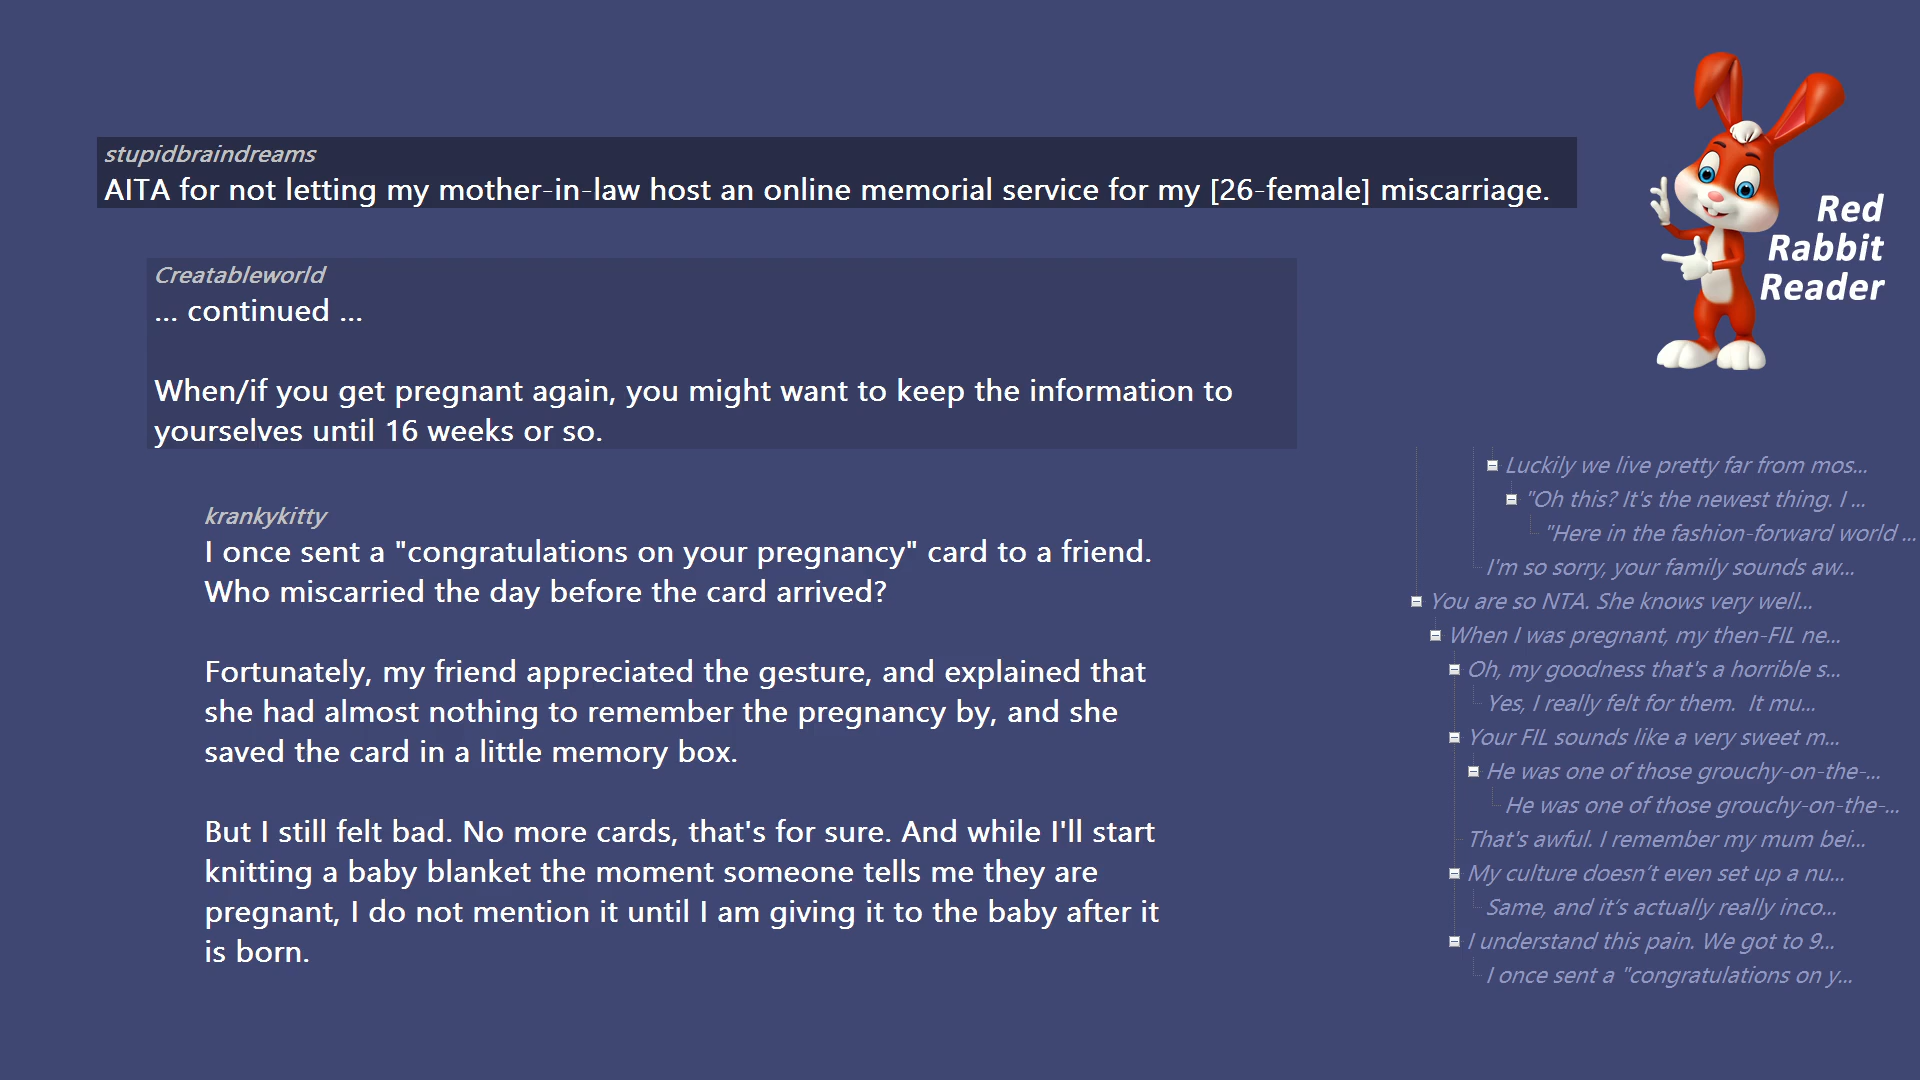 stupidbraindreams
AITA for not letting my mother-in-law host an online memorial service for my [26-female] miscarriage.
Creatableworld
... continued ...
When/if you get pregnant again, you might want to keep the information to
yourselves until 16 weeks or so.
krankykitty
I once sent a "congratulations on your pregnancy" card to a friend.
Who miscarried the day before the card arrived?
Fortunately, my friend appreciated the gesture, and explained that
she had almost nothing to remember the pregnancy by, and she
saved the card in a little memory box.
But I still felt bad. No more cards, that's for sure. And while I'll start
knitting a baby blanket the moment someone tells me they are
pregnant, I do not mention it until I am giving it to the baby after it
is born.
Red
Rabbit
Reader
Luckily we live pretty far from mos...
"Oh this? It's the newest thing. I ...
"Here in the fashion-forward world ...
I'm so sorry, your family sounds aw...
You are so NTA. She knows very well...
When I was pregnant, my then-FIL ne...
Oh, my goodness that's a horrible s...
Yes, I really felt for them.  It mu...
Your FIL sounds like a very sweet m...
He was one of those grouchy-on-the-...
He was one of those grouchy-on-the-...
That's awful. I remember my mum bei...
My culture doesn’t even set up a nu...
Same, and it’s actually really inco...
I understand this pain. We got to 9...
I once sent a "congratulations on y...